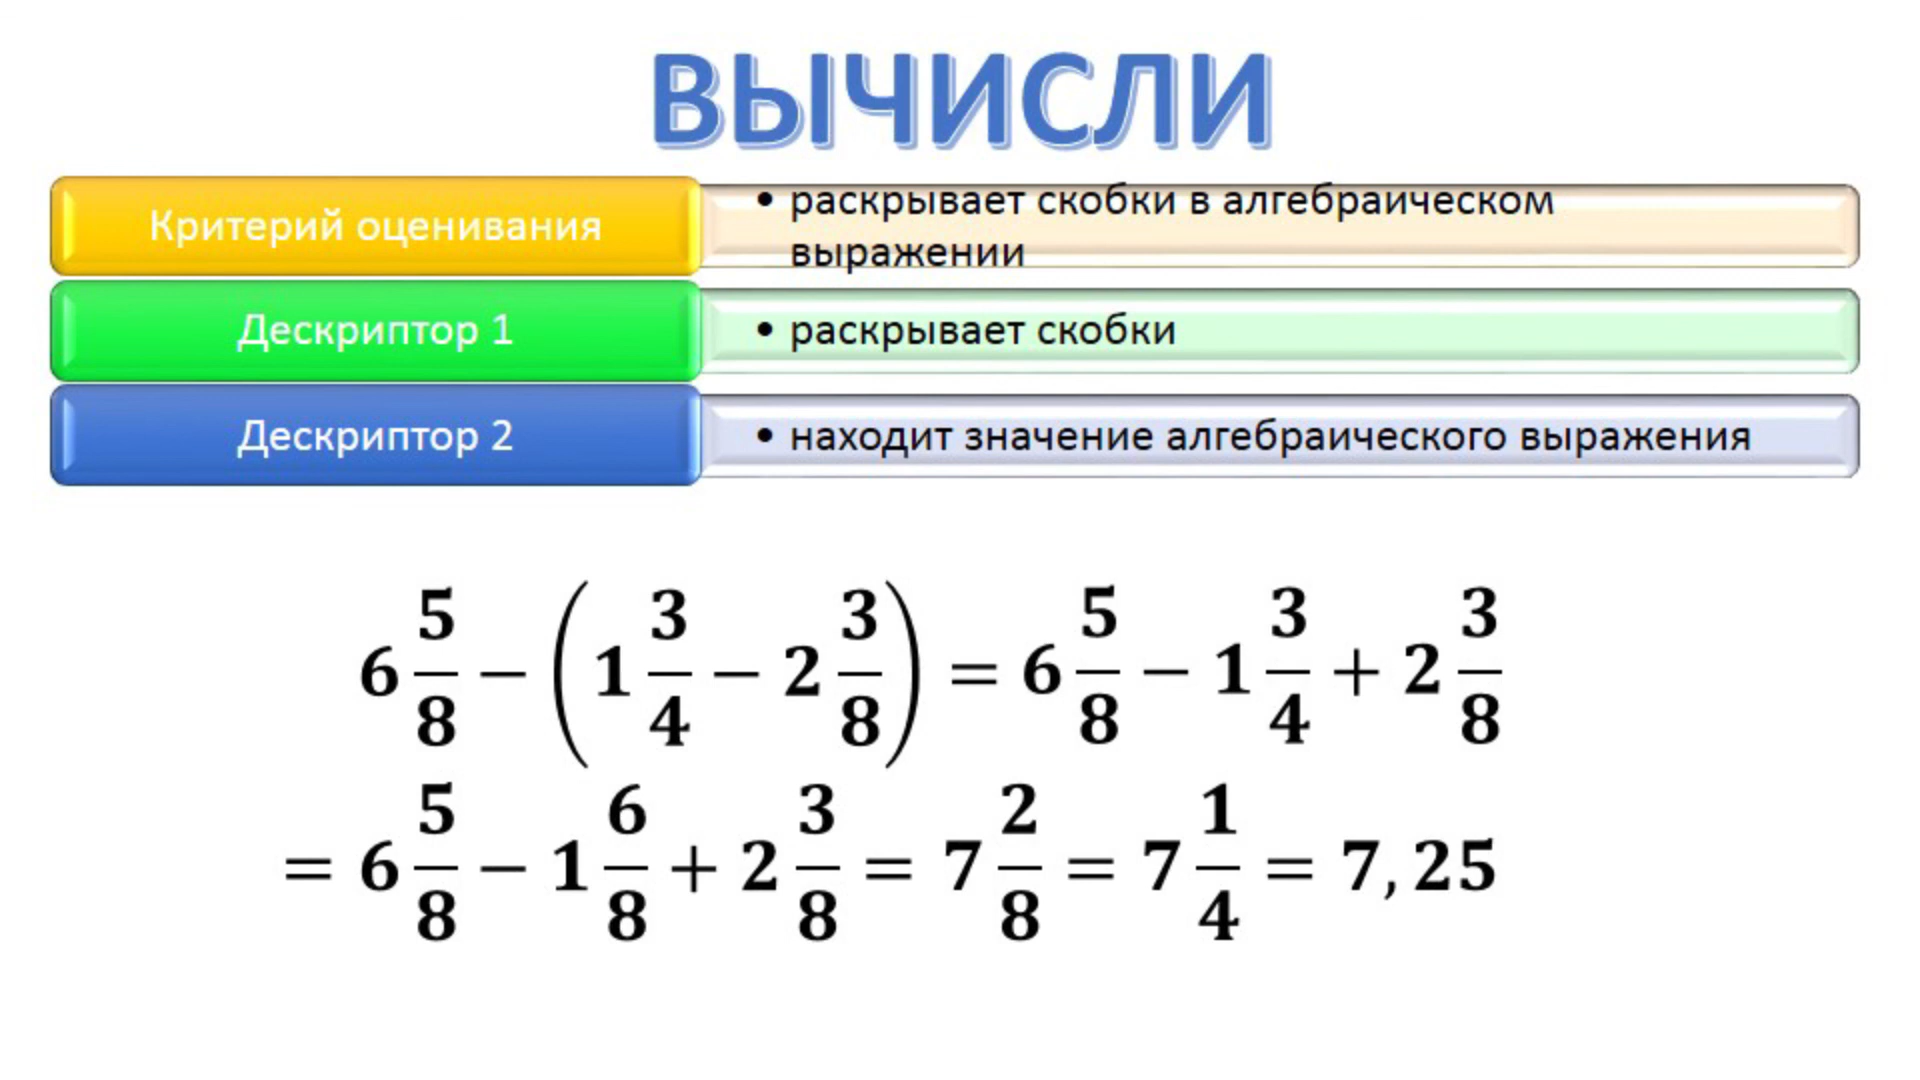 ВЫЧИСЛИ
Критерий оценивания
• раскрывает скобки в алгебраическом
выражении
Дескриптор 1
• раскрывает скобки
Дескриптор 2
• находит значение алгебраического выражения
6 5/8 − (1 3/4 − 2 3/8) = 6 5/8 − 1 3/4 + 2 3/8
= 6 5/8 − 1 6/8 + 2 3/8 = 7 2/8 = 7 1/4 = 7,25